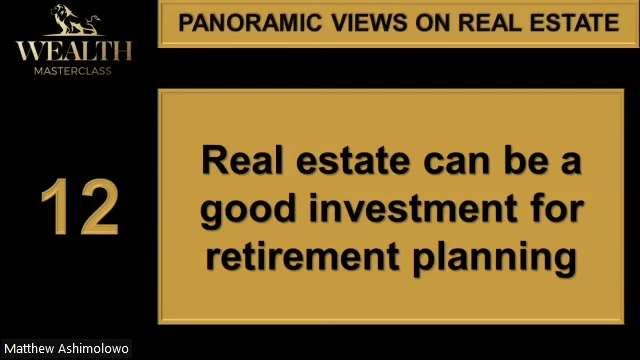 WEALTH
MASTERCLASS
PANORAMIC VIEWS ON REAL ESTATE
12
Real estate can be a
good investment for
retirement planning
Matthew Ashimolowo